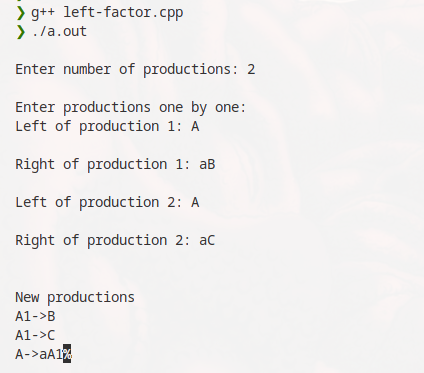 ❯ g++ left-factor.cpp
❯ ./a.out
Enter number of productions: 2
Enter productions one by one:
Left of production 1: A
Right of production 1: aB
Left of production 2: A
Right of production 2: aC
New productions
A1->B
A1->C
A->aA1%